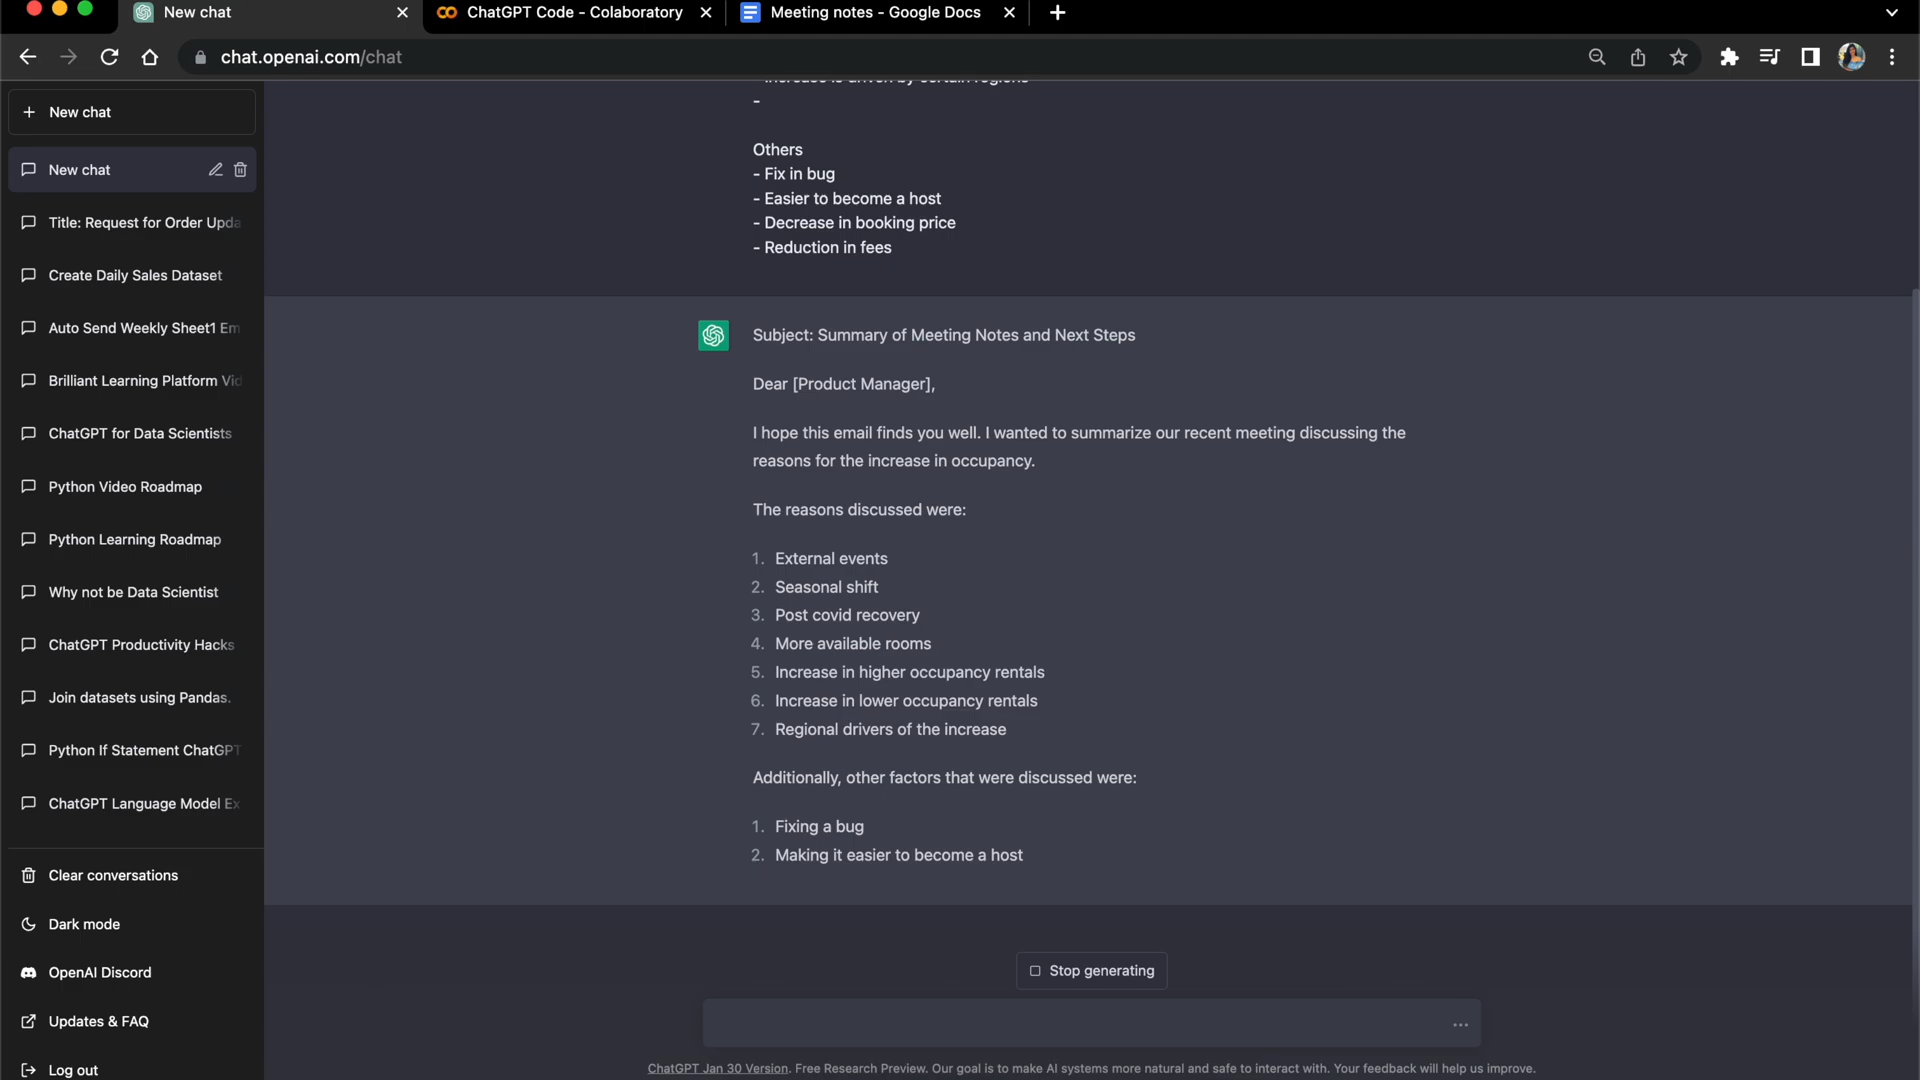 New chat
ChatGPT Code - Colaboratory
Meeting notes - Google Docs
chat.openai.com/chat
New chat
New chat
Title: Request for Order Upda
Create Daily Sales Dataset
Auto Send Weekly Sheet1 Em
Brilliant Learning Platform Vid
ChatGPT for Data Scientists
Python Video Roadmap
Python Learning Roadmap
Why not be Data Scientist
ChatGPT Productivity Hacks
Join datasets using Pandas.
Python If Statement ChatGPT
ChatGPT Language Model Ex
Clear conversations
Dark mode
OpenAI Discord
Updates & FAQ
Log out
- Increase is driven by certain regions
-
Others
- Fix in bug
- Easier to become a host
- Decrease in booking price
- Reduction in fees
Subject: Summary of Meeting Notes and Next Steps
Dear [Product Manager],
I hope this email finds you well. I wanted to summarize our recent meeting discussing the
reasons for the increase in occupancy.
The reasons discussed were:
1. External events
2. Seasonal shift
3. Post covid recovery
4. More available rooms
5. Increase in higher occupancy rentals
6. Increase in lower occupancy rentals
7. Regional drivers of the increase
Additionally, other factors that were discussed were:
1. Fixing a bug
2. Making it easier to become a host
Stop generating
ChatGPT Jan 30 Version. Free Research Preview. Our goal is to make AI systems more natural and safe to interact with. Your feedback will help us improve.